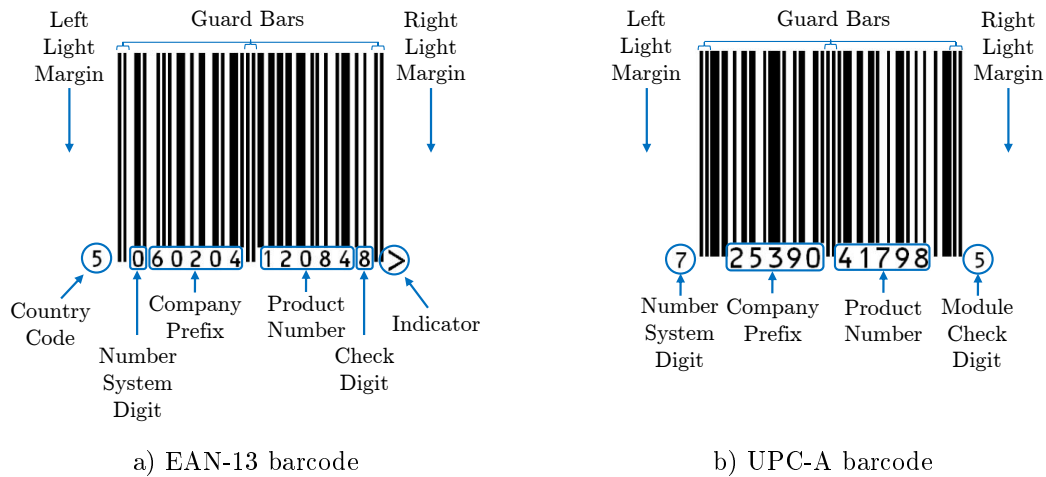 Left
Light
Margin
Guard Bars
Right
Light
Margin
5
0 60204 12084 8 >
Country
Code
Number
System
Digit
Company
Prefix
Product
Number
Check
Digit
Indicator
a) EAN-13 barcode
Left
Light
Margin
Guard Bars
Right
Light
Margin
7 25390 41798 5
Number
System
Digit
Company
Prefix
Product
Number
Module
Check
Digit
b) UPC-A barcode